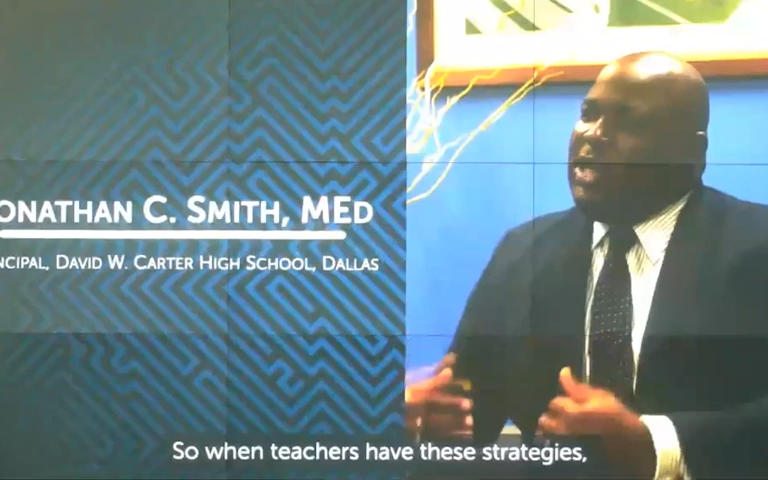 ONATHAN C. SMITH, MED
NCIPAL, DAVID W. CARTER HIGH SCHOOL, DALLAS
So when teachers have these strategies,